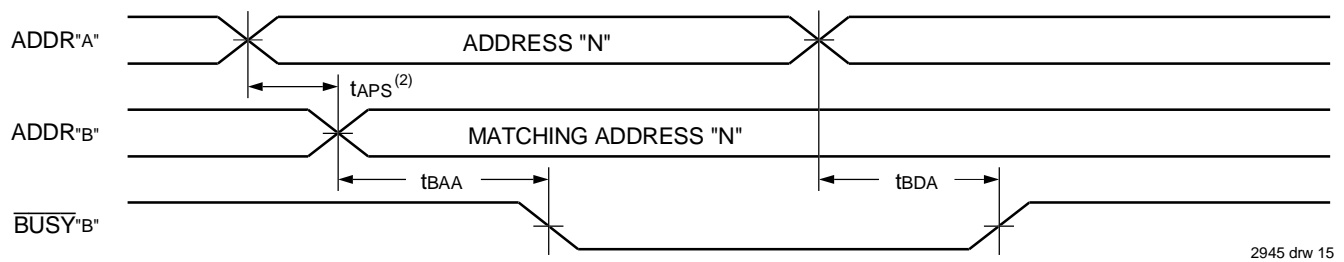 ADDR"A"
ADDRESS "N"
tAPS(2)
ADDR"B"
MATCHING ADDRESS "N"
tBAA
tBDA
BUSY"B"
2945 drw 15